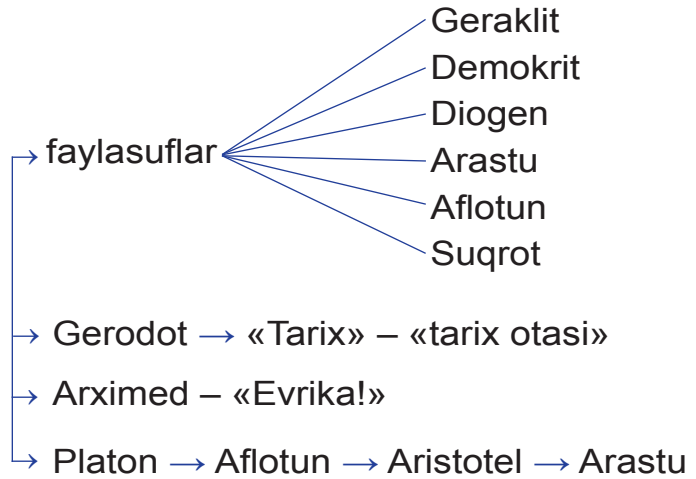 Geraklit
Demokrit
Diogen
faylasuflar
Arastu
Aflotun
Suqrot
Gerodot → «Tarix» – «tarix otasi»
Arximed – «Evrika!»
Platon → Aflotun → Aristotel → Arastu